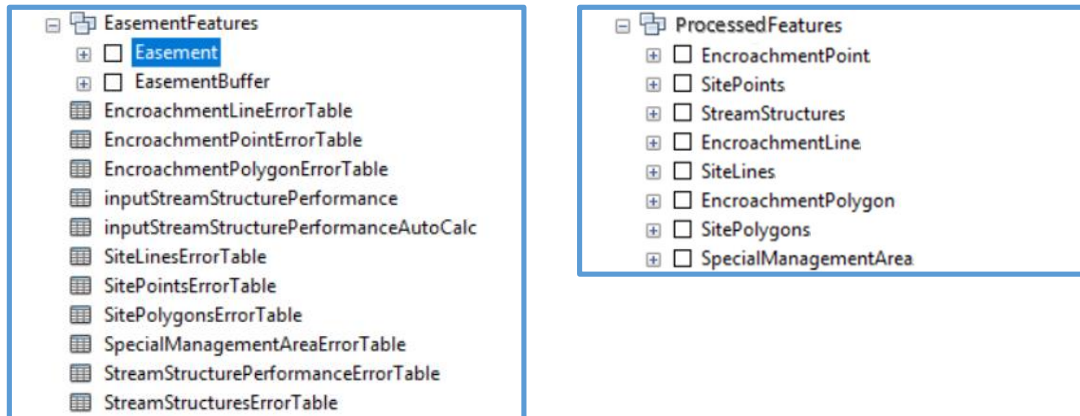 EasementFeatures
Easement
EasementBuffer
EncroachmentLineErrorTable
EncroachmentPointErrorTable
EncroachmentPolygonErrorTable
inputStreamStructurePerformance
inputStreamStructurePerformanceAutoCalc
SiteLinesErrorTable
SitePointsErrorTable
SitePolygonsErrorTable
SpecialManagementAreaErrorTable
StreamStructurePerformanceErrorTable
StreamStructuresErrorTable
ProcessedFeatures
EncroachmentPoint
SitePoints
StreamStructures
EncroachmentLine
SiteLines
EncroachmentPolygon
SitePolygons
SpecialManagementArea